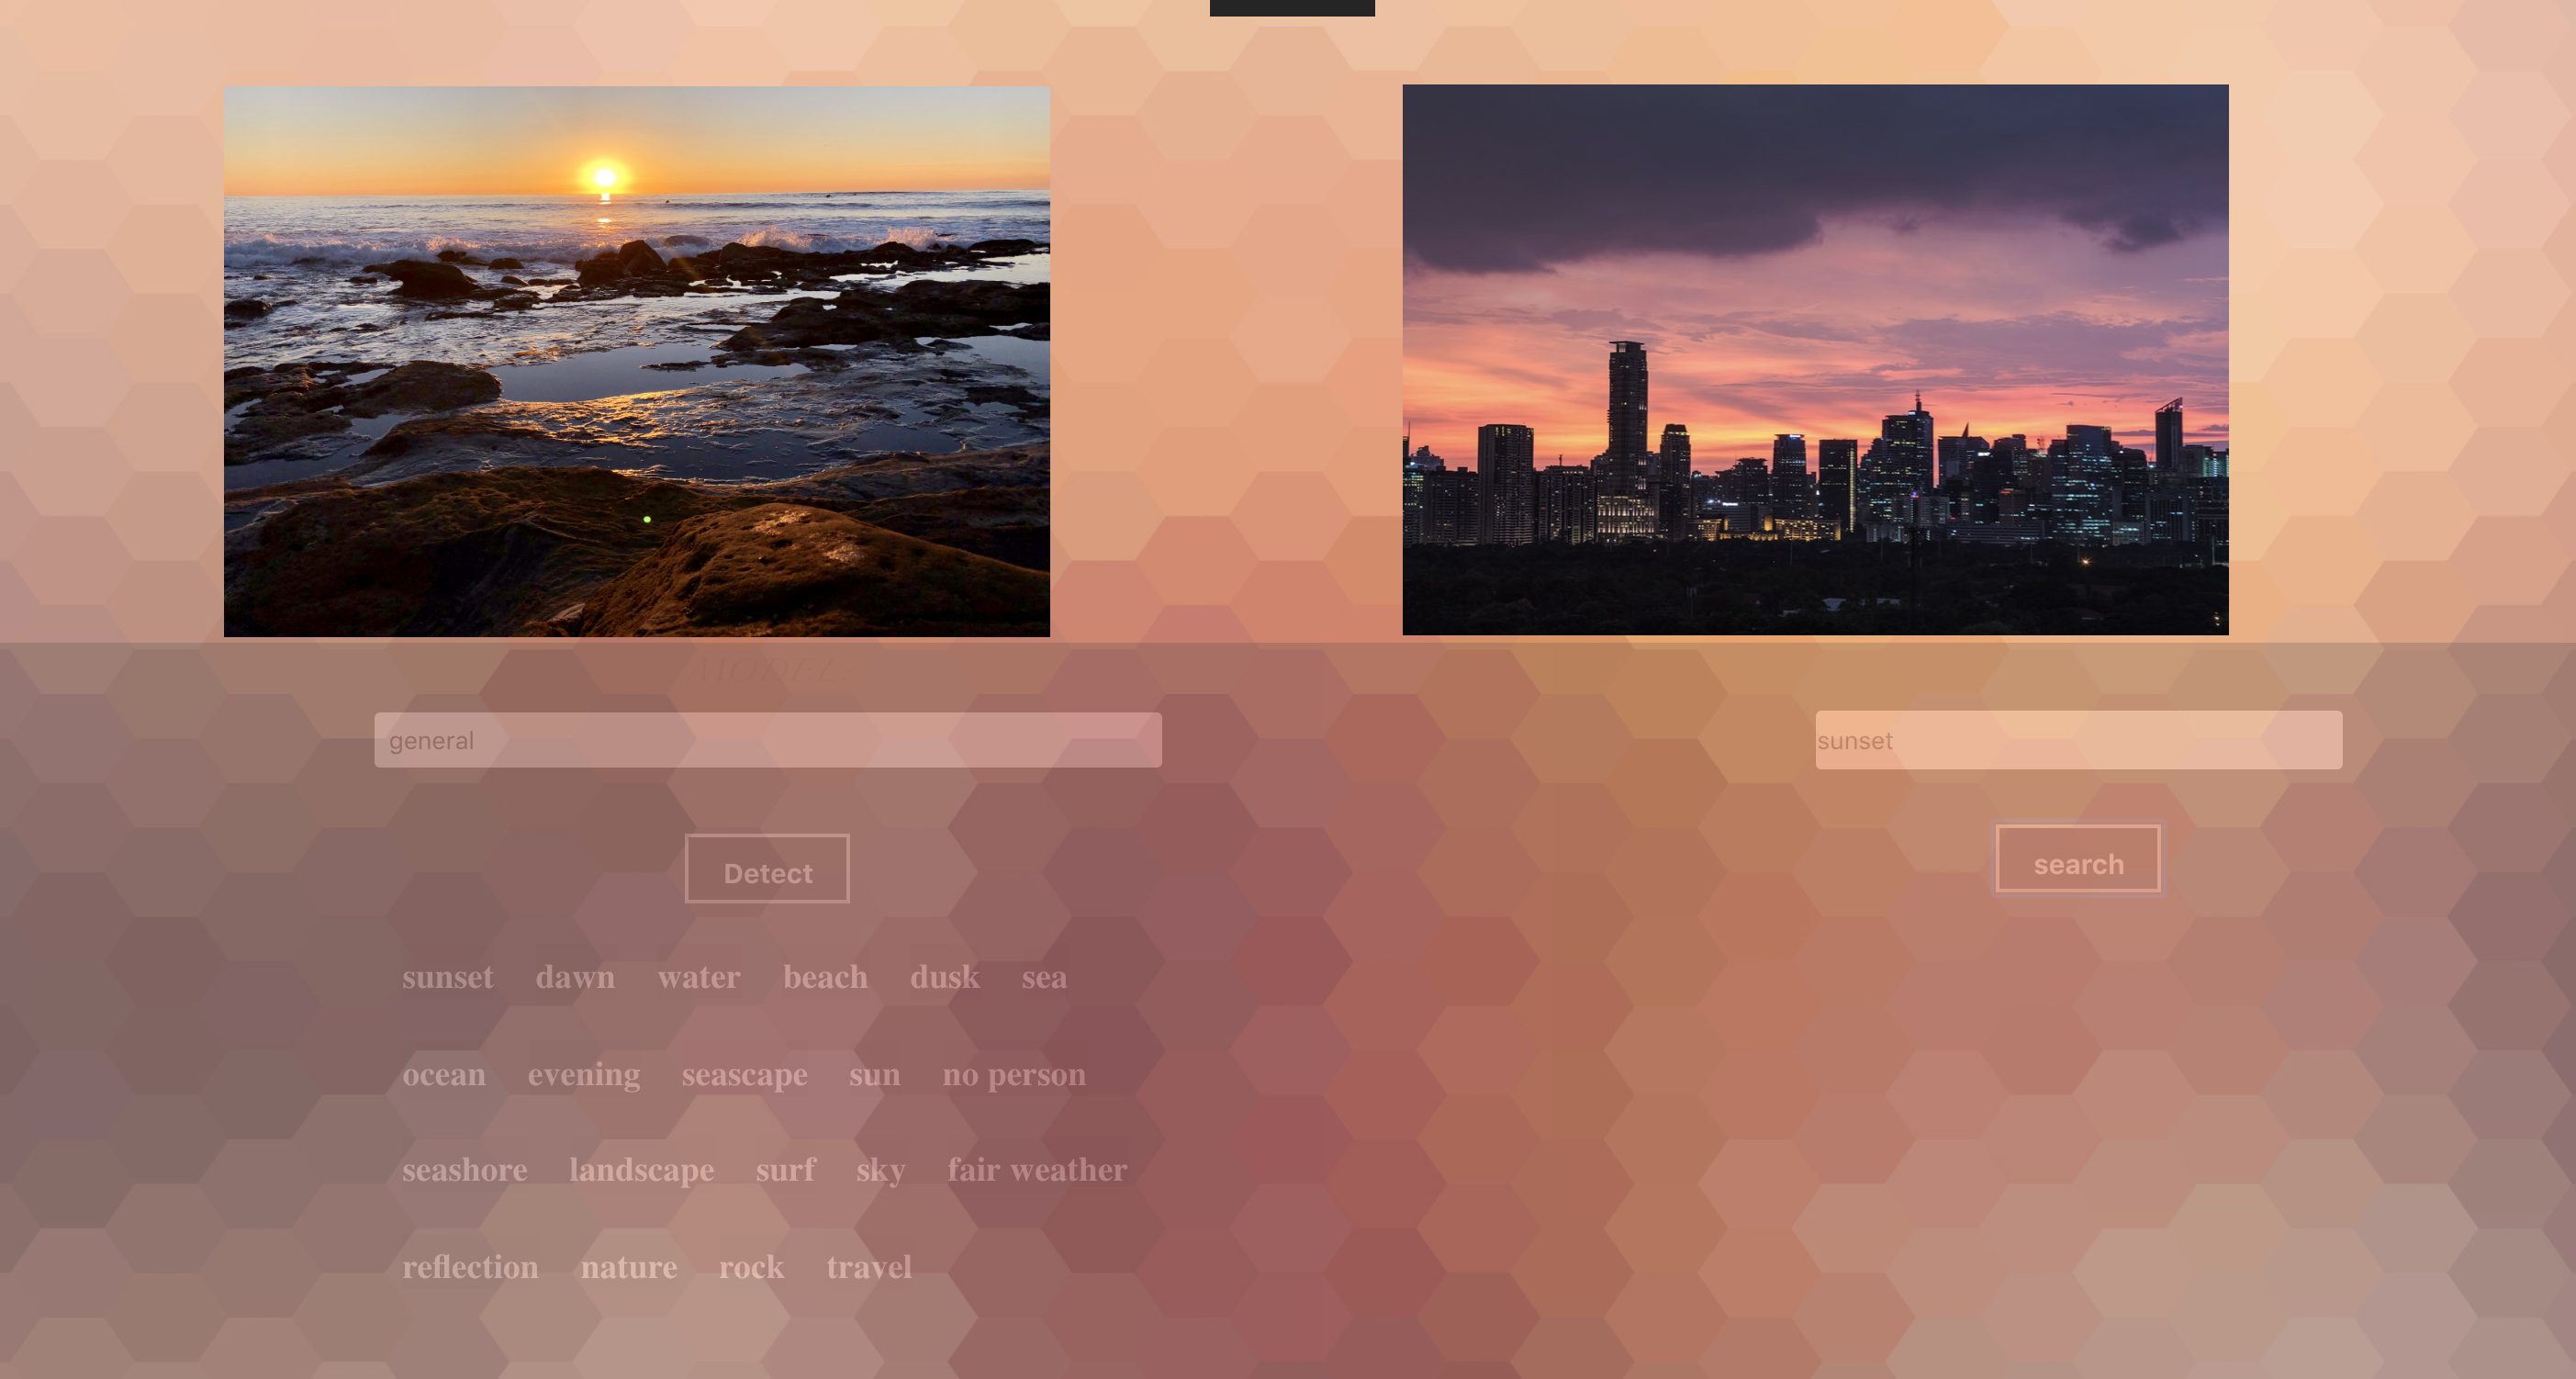 MODEL:
general
sunset
Detect
search
sunset dawn water beach dusk sea
ocean evening seascape sun no person
seashore landscape surf sky fair weather
reflection nature rock travel